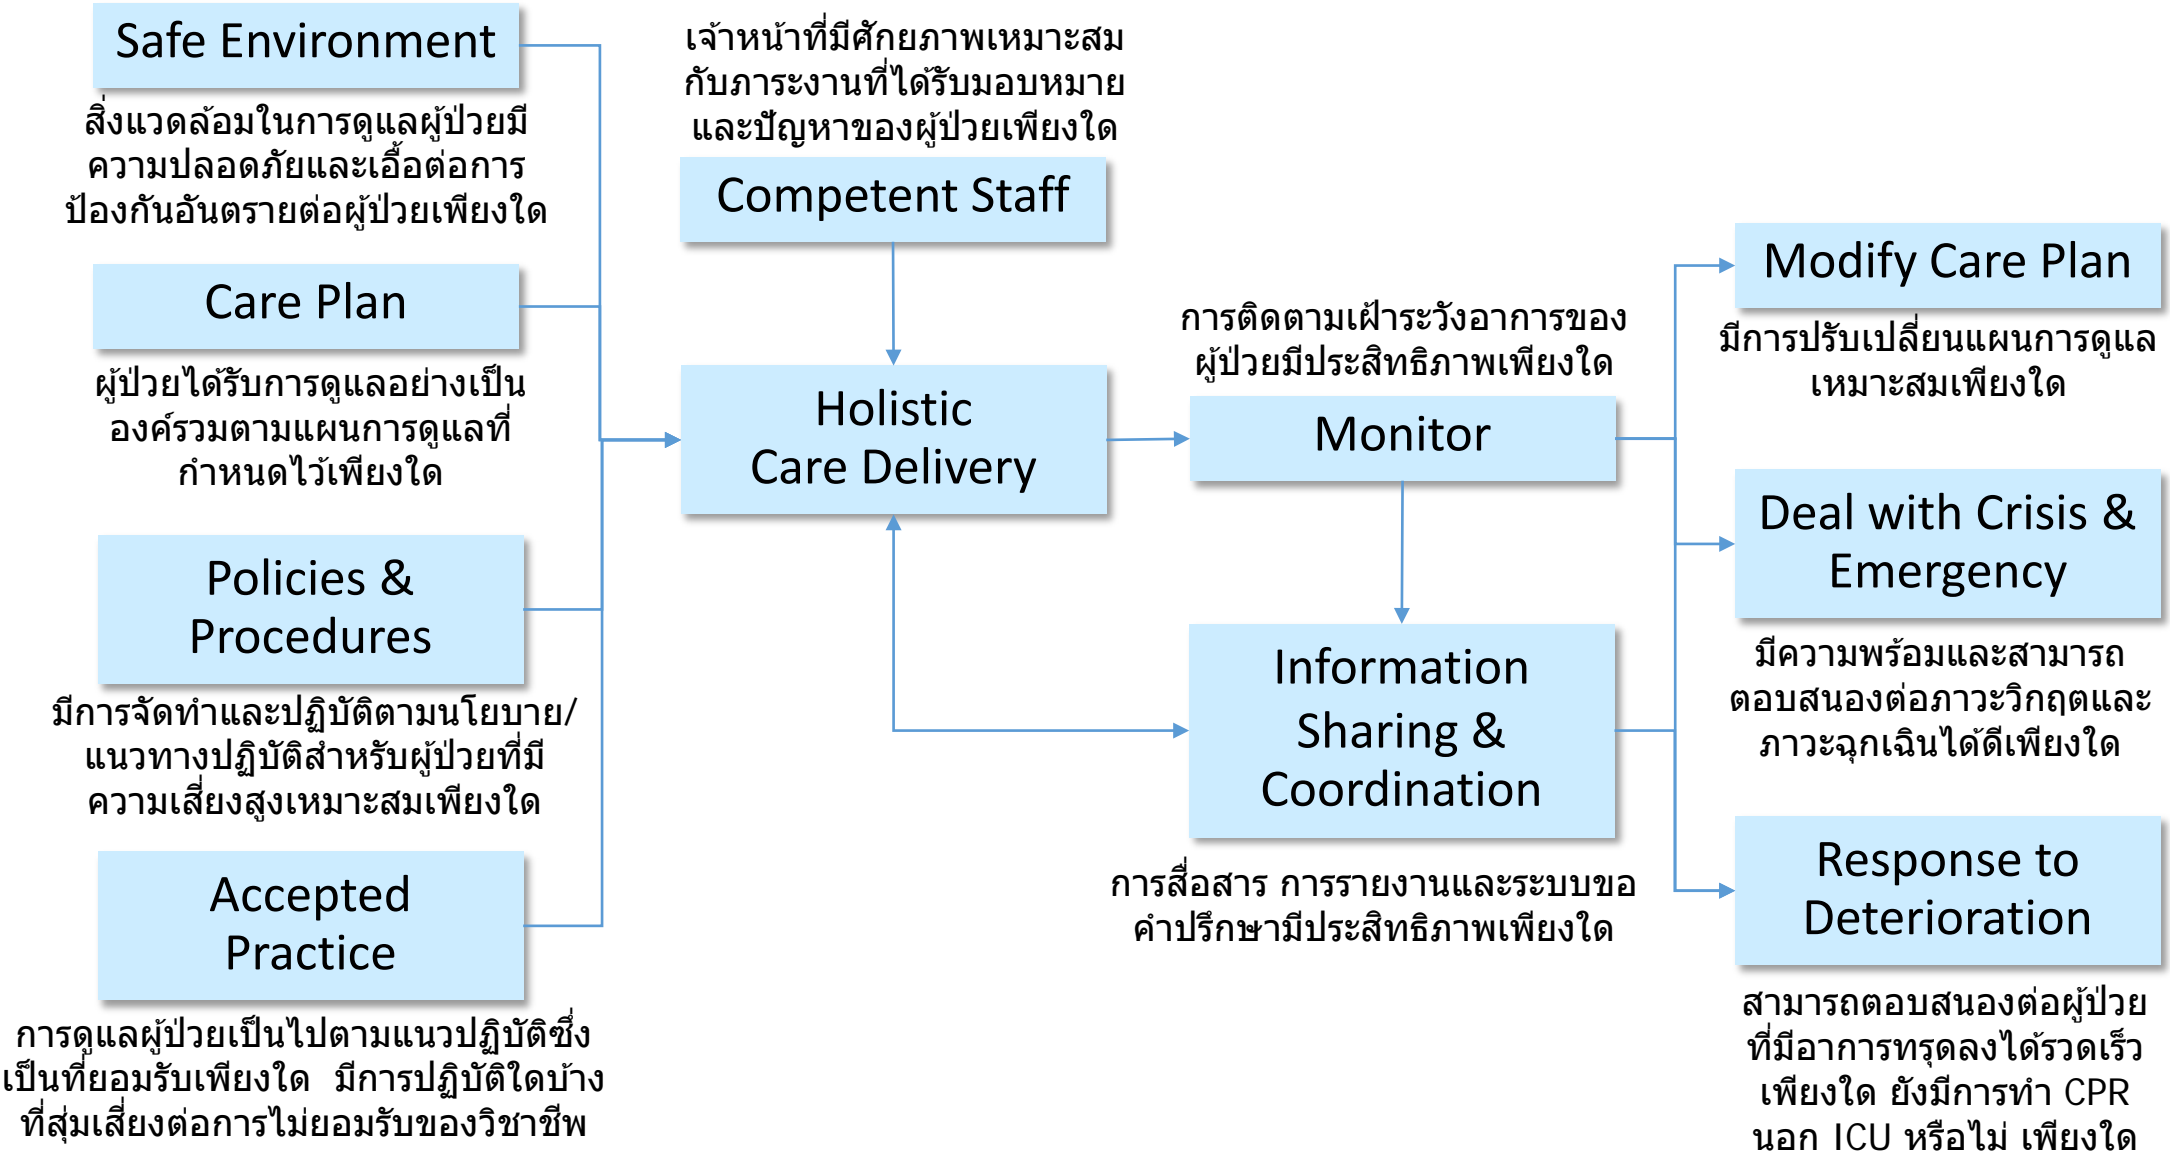 Safe Environment
สิ่งแวดล้อมในการดูแลผู้ป่วยมี
ความปลอดภัยและเอื้อต่อการ
ป้องกันอันตรายต่อผู้ป่วยเพียงใด
Care Plan
ผู้ป่วยได้รับการดูแลอย่างเป็น
องค์รวมตามแผนการดูแลที่
กำหนดไว้เพียงใด
Policies &
Procedures
มีการจัดทำและปฏิบัติตามนโยบาย/
แนวทางปฏิบัติสำหรับผู้ป่วยที่มี
ความเสี่ยงสูงเหมาะสมเพียงใด
Accepted
Practice
การดูแลผู้ป่วยเป็นไปตามแนวปฏิบัติซึ่ง
เป็นที่ยอมรับเพียงใด มีการปฏิบัติใดบ้าง
ที่สุ่มเสี่ยงต่อการไม่ยอมรับของวิชาชีพ
เจ้าหน้าที่มีศักยภาพเหมาะสม
กับภาระงานที่ได้รับมอบหมาย
และปัญหาของผู้ป่วยเพียงใด
Competent Staff
Holistic
Care Delivery
การติดตามเฝ้าระวังอาการของ
ผู้ป่วยมีประสิทธิภาพเพียงใด
Monitor
Information
Sharing &
Coordination
การสื่อสาร การรายงานและระบบขอ
คำปรึกษามีประสิทธิภาพเพียงใด
Modify Care Plan
มีการปรับเปลี่ยนแผนการดูแล
เหมาะสมเพียงใด
Deal with Crisis &
Emergency
มีความพร้อมและสามารถ
ตอบสนองต่อภาวะวิกฤตและ
ภาวะฉุกเฉินได้ดีเพียงใด
Response to
Deterioration
สามารถตอบสนองต่อผู้ป่วย
ที่มีอาการทรุดลงได้รวดเร็ว
เพียงใด ยังมีการทำ CPR
นอก ICU หรือไม่ เพียงใด